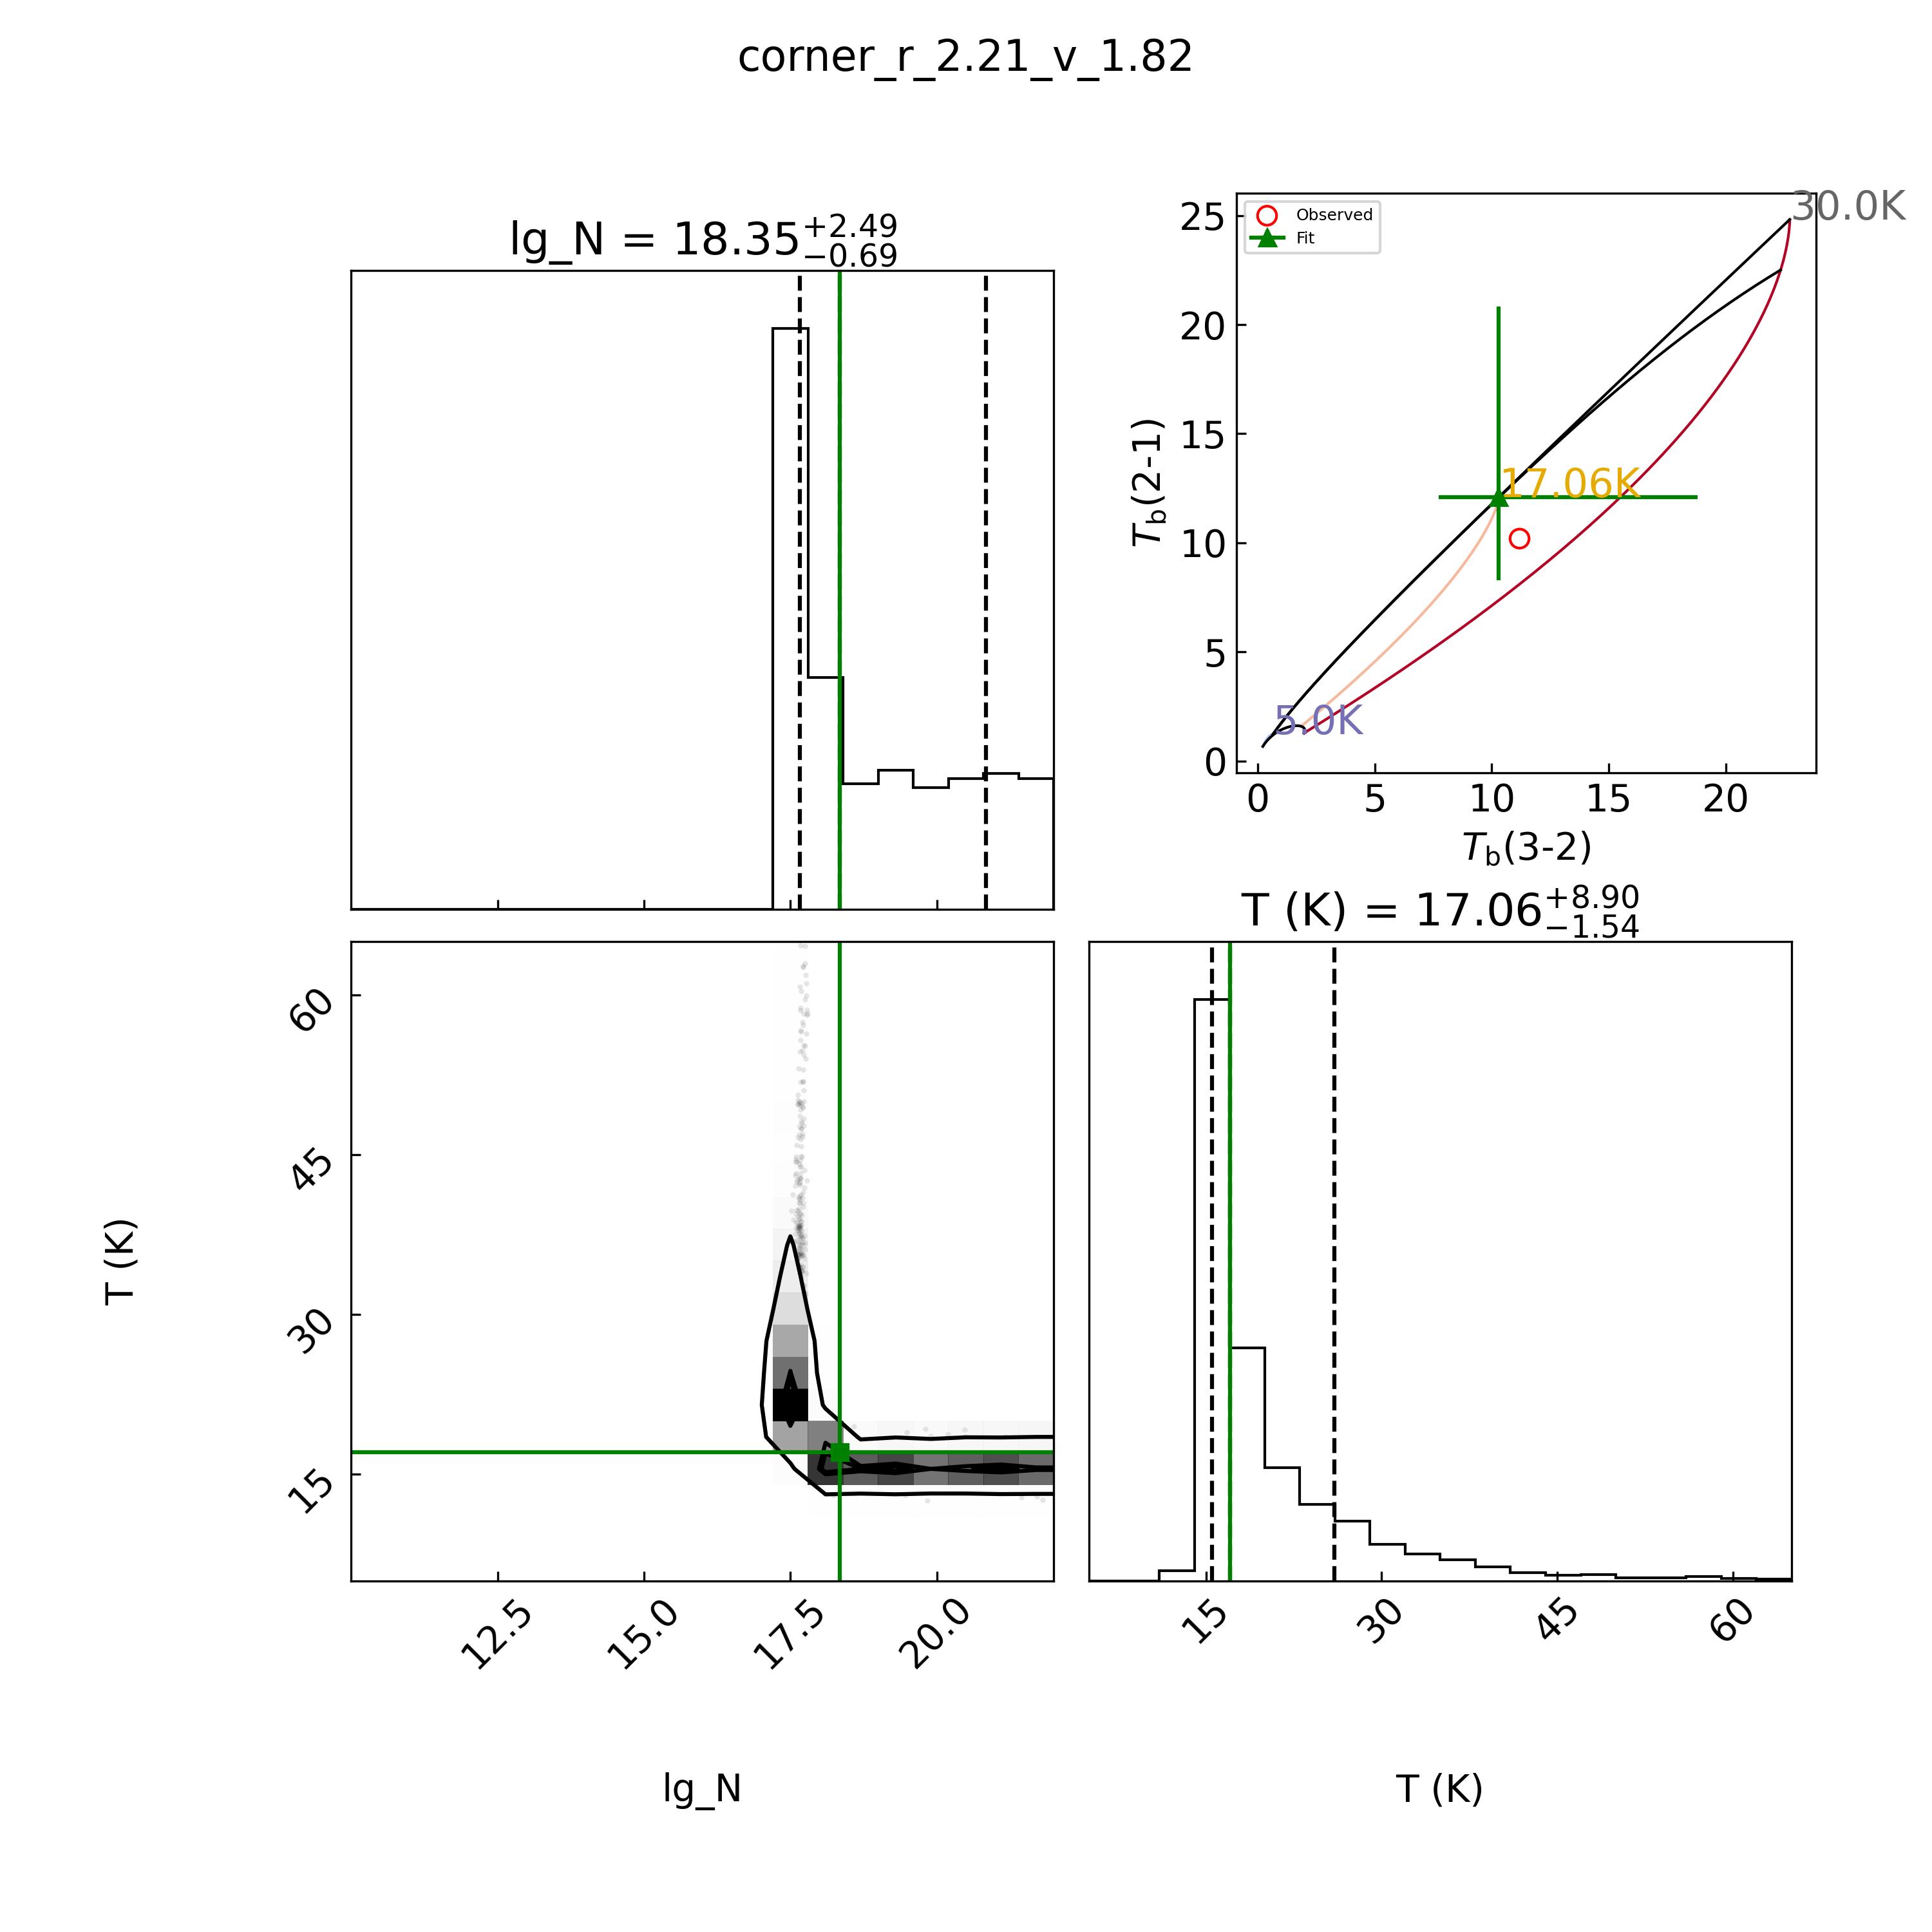 corner_r_2.21_v_1.82
lg_N = 18.35+2.49−0.69
30.0K
25
20
15
10
5
0
Tb(2-1)
Observed
Fit
17.06K
5.0K
0 5 10 15 20
Tb(3-2)
T (K) = 17.06+8.90−1.54
60
45
30
15
T (K)
12.5 15.0 17.5 20.0
lg_N
15 30 45 60
T (K)